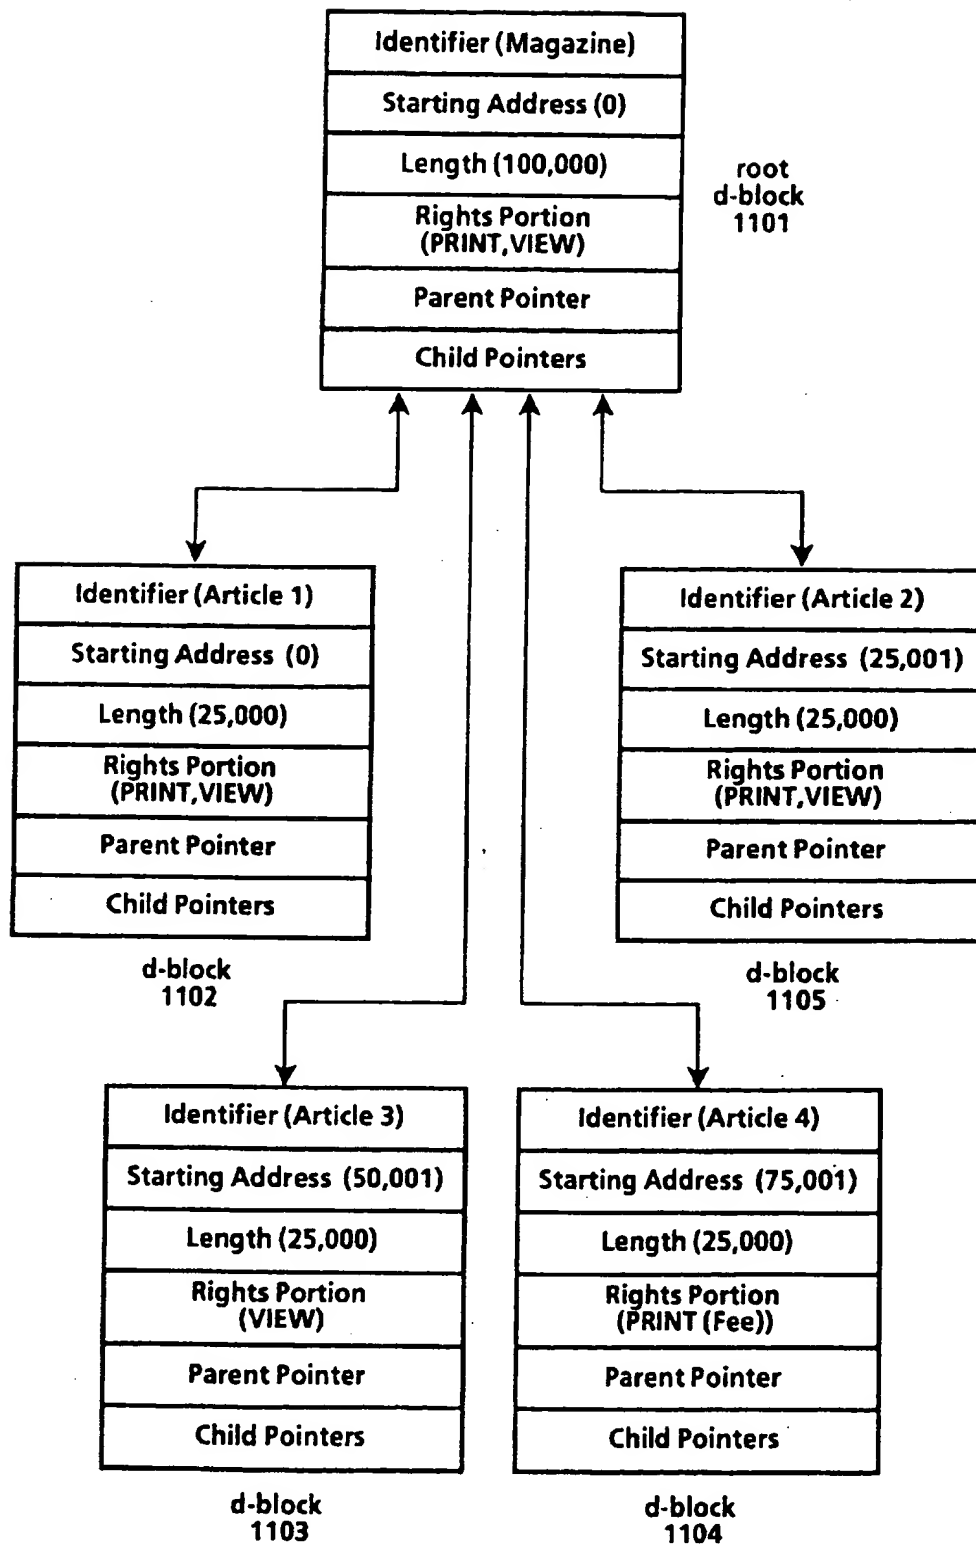 Identifier (Magazine)
Starting Address (0)
Length (100,000)
Rights Portion
(PRINT,VIEW)
Parent Pointer
Child Pointers
root
d-block
1101
Identifier (Article 1)
Starting Address (0)
Length (25,000)
Rights Portion
(PRINT,VIEW)
Parent Pointer
Child Pointers
d-block
1102
Identifier (Article 2)
Starting Address (25,001)
Length (25,000)
Rights Portion
(PRINT,VIEW)
Parent Pointer
Child Pointers
d-block
1105
Identifier (Article 3)
Starting Address (50,001)
Length (25,000)
Rights Portion
(VIEW)
Parent Pointer
Child Pointers
d-block
1103
Identifier (Article 4)
Starting Address (75,001)
Length (25,000)
Rights Portion
(PRINT (Fee))
Parent Pointer
Child Pointers
d-block
1104